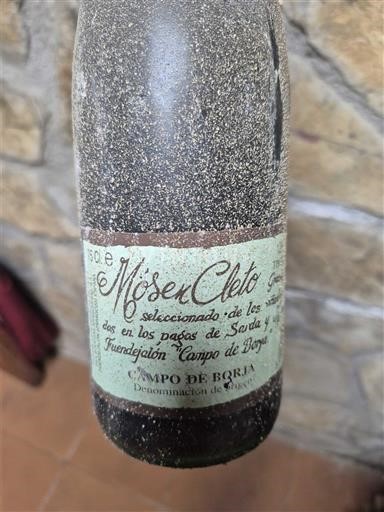 Mósen Cleto
seleccionado de los
dos en los pagos de Sarda y
Fuendejalón "Campo de Borja
CAMPO DE BORJA
Denominación de